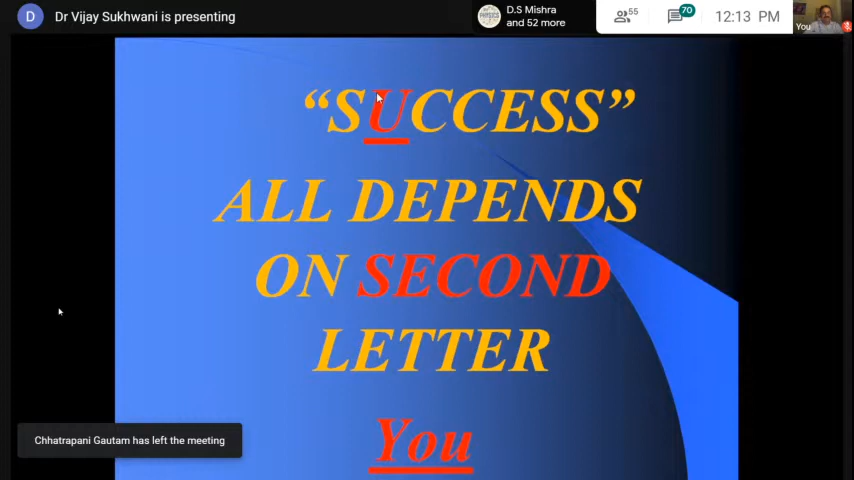 D Dr Vijay Sukhwani is presenting
PHYSICS
D.S Mishra
and 52 more
55
70
12:13 PM
You
“SUCCESS”
ALL DEPENDS
ON SECOND
LETTER
You
Chhatrapani Gautam has left the meeting